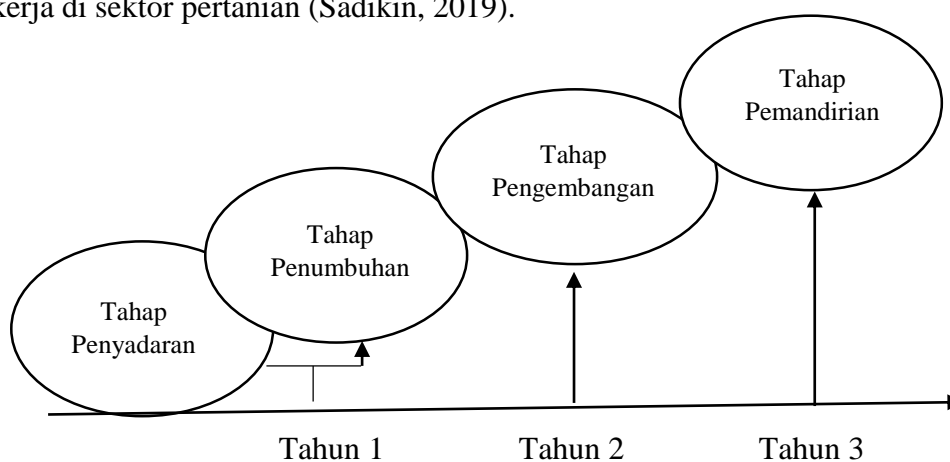 kerja di sektor pertanian (Sadikin, 2019).
Tahap
Pemandirian
Tahap
Pengembangan
Tahap
Penumbuhan
Tahap
Penyadaran
Tahun 1
Tahun 2
Tahun 3